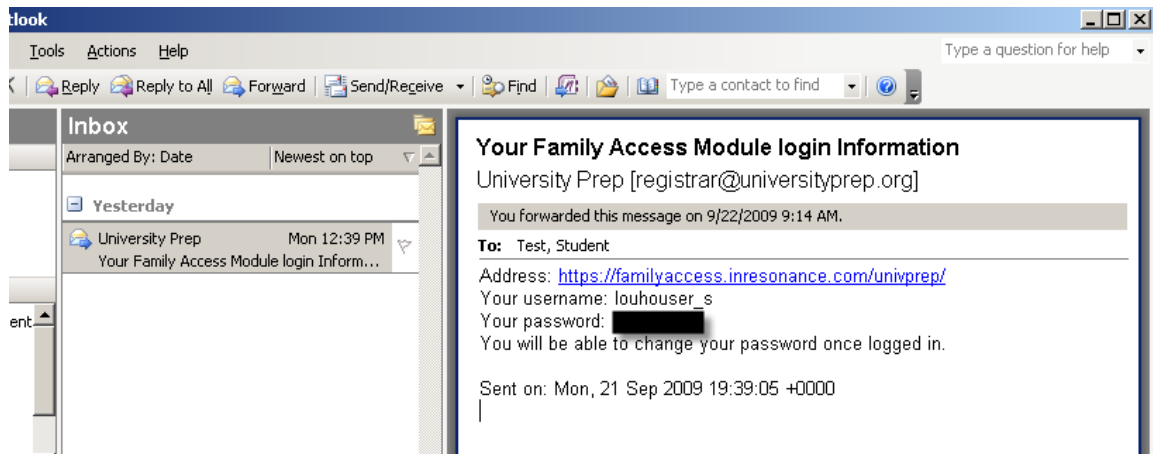 tlook
Tools Actions Help Type a question for help
Reply Reply to All Forward Send/Receive Find Type a contact to find
Inbox
Arranged By: Date Newest on top
Yesterday
University Prep Mon 12:39 PM
Your Family Access Module login Inform...
ent
Your Family Access Module login Information
University Prep [registrar@universityprep.org]
You forwarded this message on 9/22/2009 9:14 AM.
To: Test, Student
Address: https://familyaccess.inresonance.com/univprep/
Your username: louhouser_s
Your password:
You will be able to change your password once logged in.
Sent on: Mon, 21 Sep 2009 19:39:05 +0000